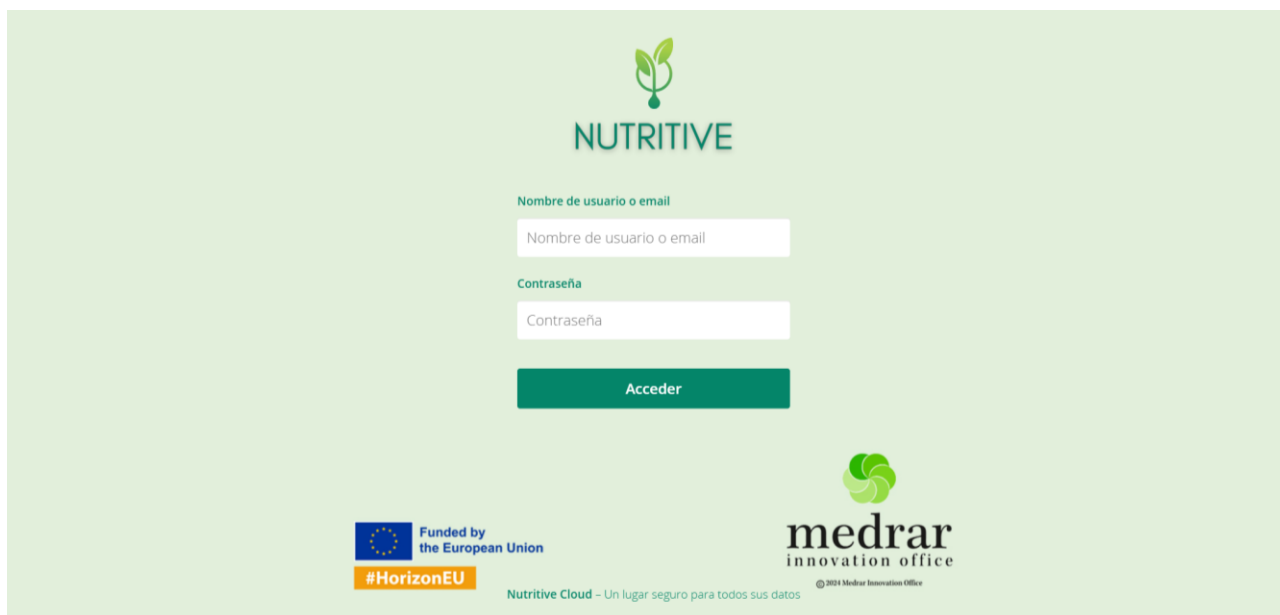 NUTRITIVE
Nombre de usuario o email
Nombre de usuario o email
Contraseña
Contraseña
Acceder
Funded by
the European Union
#HorizonEU
medrar
innovation office
© 2024 Medrar Innovation Office
Nutritive Cloud – Un lugar seguro para todos sus datos